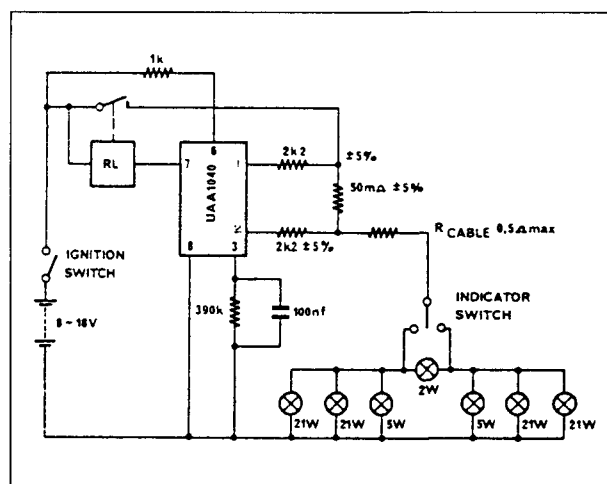 1k
6
RL
7
UAA1040
1
2k2
±5%
50mΩ ±5%
2
2k2 ±5%
8
3
R CABLE 0,5Ω max
IGNITION
SWITCH
390k
100nf
INDICATOR
SWITCH
8 - 18V
2W
21W
21W
5W
5W
21W
21W